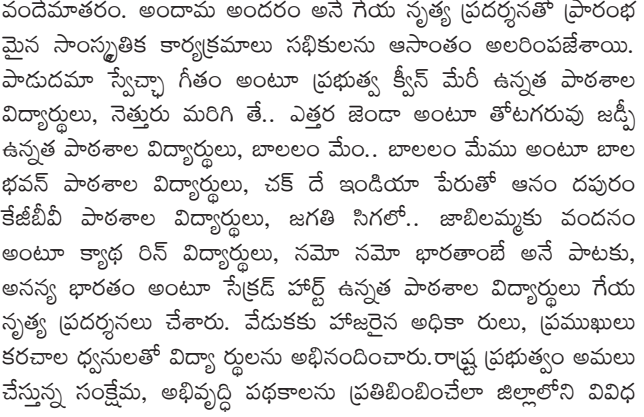 వందేమాతరం. అందామ అందరం అనే గేయ నృత్య ప్రదర్శనతో ప్రారంభ
మైన సాంస్కృతిక కార్యక్రమాలు సభికులను ఆసాంతం అలరింపజేశాయి.
పాడుదమా స్వేచ్ఛా గీతం అంటూ ప్రభుత్వ క్వీన్ మేరీ ఉన్నత పాఠశాల
విద్యార్థులు, నెత్తురు మరిగి తే.. ఎత్తర జెండా అంటూ తోటగరువు జడ్పీ
ఉన్నత పాఠశాల విద్యార్థులు, బాలలం మేం.. బాలలం మేము అంటూ బాల
భవన్ పాఠశాల విద్యార్థులు, చక్ దే ఇండియా పేరుతో ఆనం దపురం
కేజీబీవీ పాఠశాల విద్యార్థులు, జగతి సిగలో.. జాబిలమ్మకు వందనం
అంటూ క్యాథ రిన్ విద్యార్థులు, నమో నమో భారతాంబే అనే పాటకు,
అనన్య భారతం అంటూ సేక్రడ్ హార్ట్ ఉన్నత పాఠశాల విద్యార్థులు గేయ
నృత్య ప్రదర్శనలు చేశారు. వేడుకకు హాజరైన అధికా రులు, ప్రముఖులు
కరచాల ధ్వనులతో విద్యా ర్థులను అభినందించారు.రాష్ట్ర ప్రభుత్వం అమలు
చేస్తున్న సంక్షేమ, అభివృద్ధి పథకాలను ప్రతిబింబించేలా జిల్లాలోని వివిధ